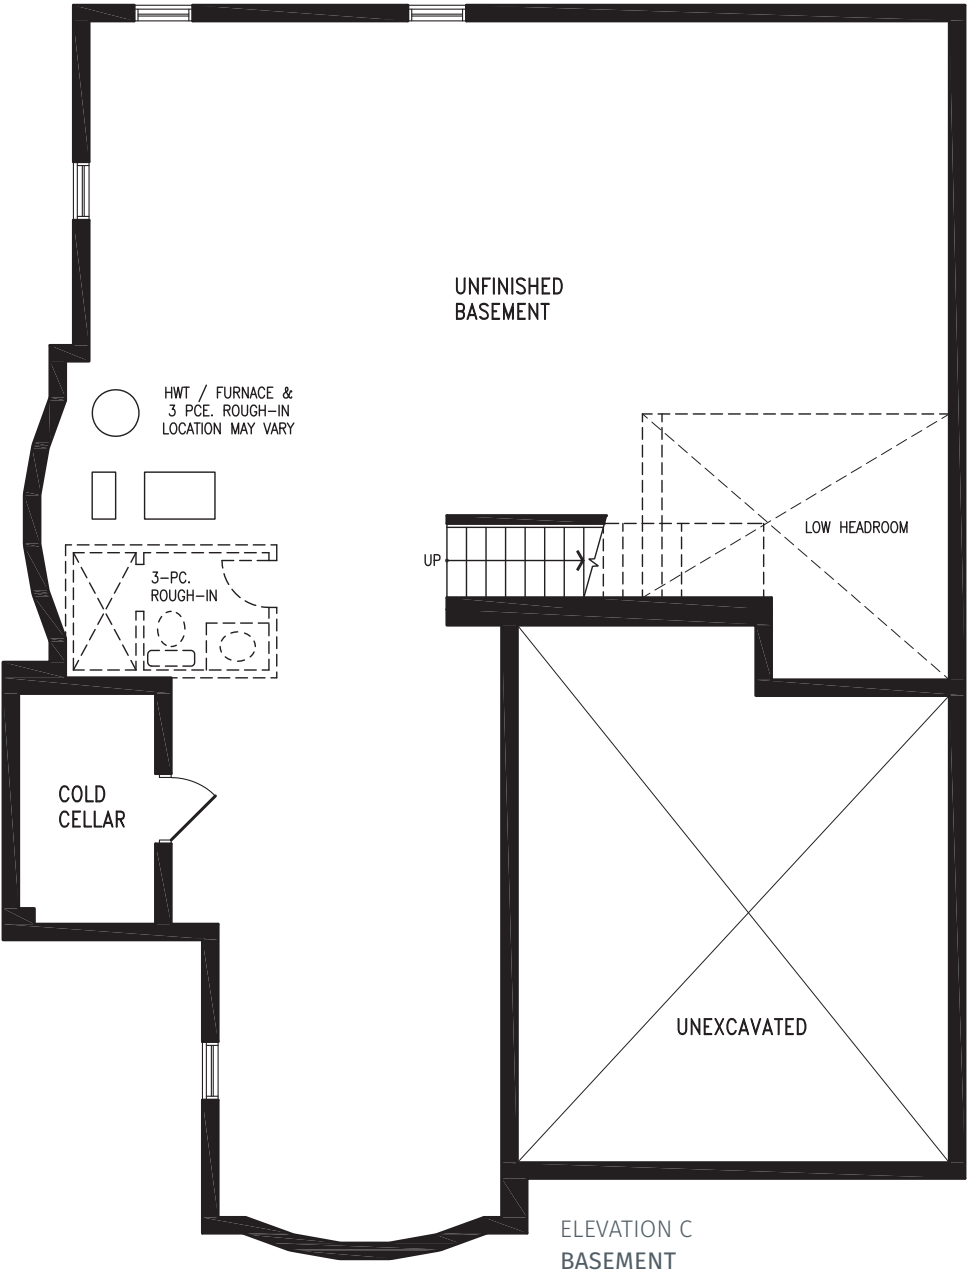 UNFINISHED
BASEMENT
HWT / FURNACE &
3 PCE. ROUGH-IN
LOCATION MAY VARY
LOW HEADROOM
UP
3-PC.
ROUGH-IN
COLD
CELLAR
UNEXCAVATED
ELEVATION C
BASEMENT